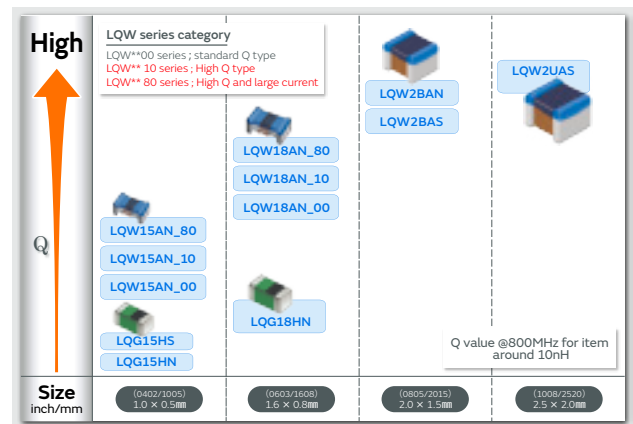 High
LQW series category
LQW**00 series ; standard Q type
LQW** 10 series ; High Q type
LQW** 80 series ; High Q and large current
LQW2BAN
LQW2BAS
LQW2UAS
LQW18AN_80
LQW18AN_10
LQW18AN_00
LQW15AN_80
LQW15AN_10
LQW15AN_00
Q
LQG18HN
LQG15HS
LQG15HN
Q value @800MHz for item
around 10nH
Size
inch/mm
(0402/1005)
1.0 × 0.5㎜
(0603/1608)
1.6 × 0.8㎜
(0805/2015)
2.0 × 1.5㎜
(1008/2520)
2.5 × 2.0㎜